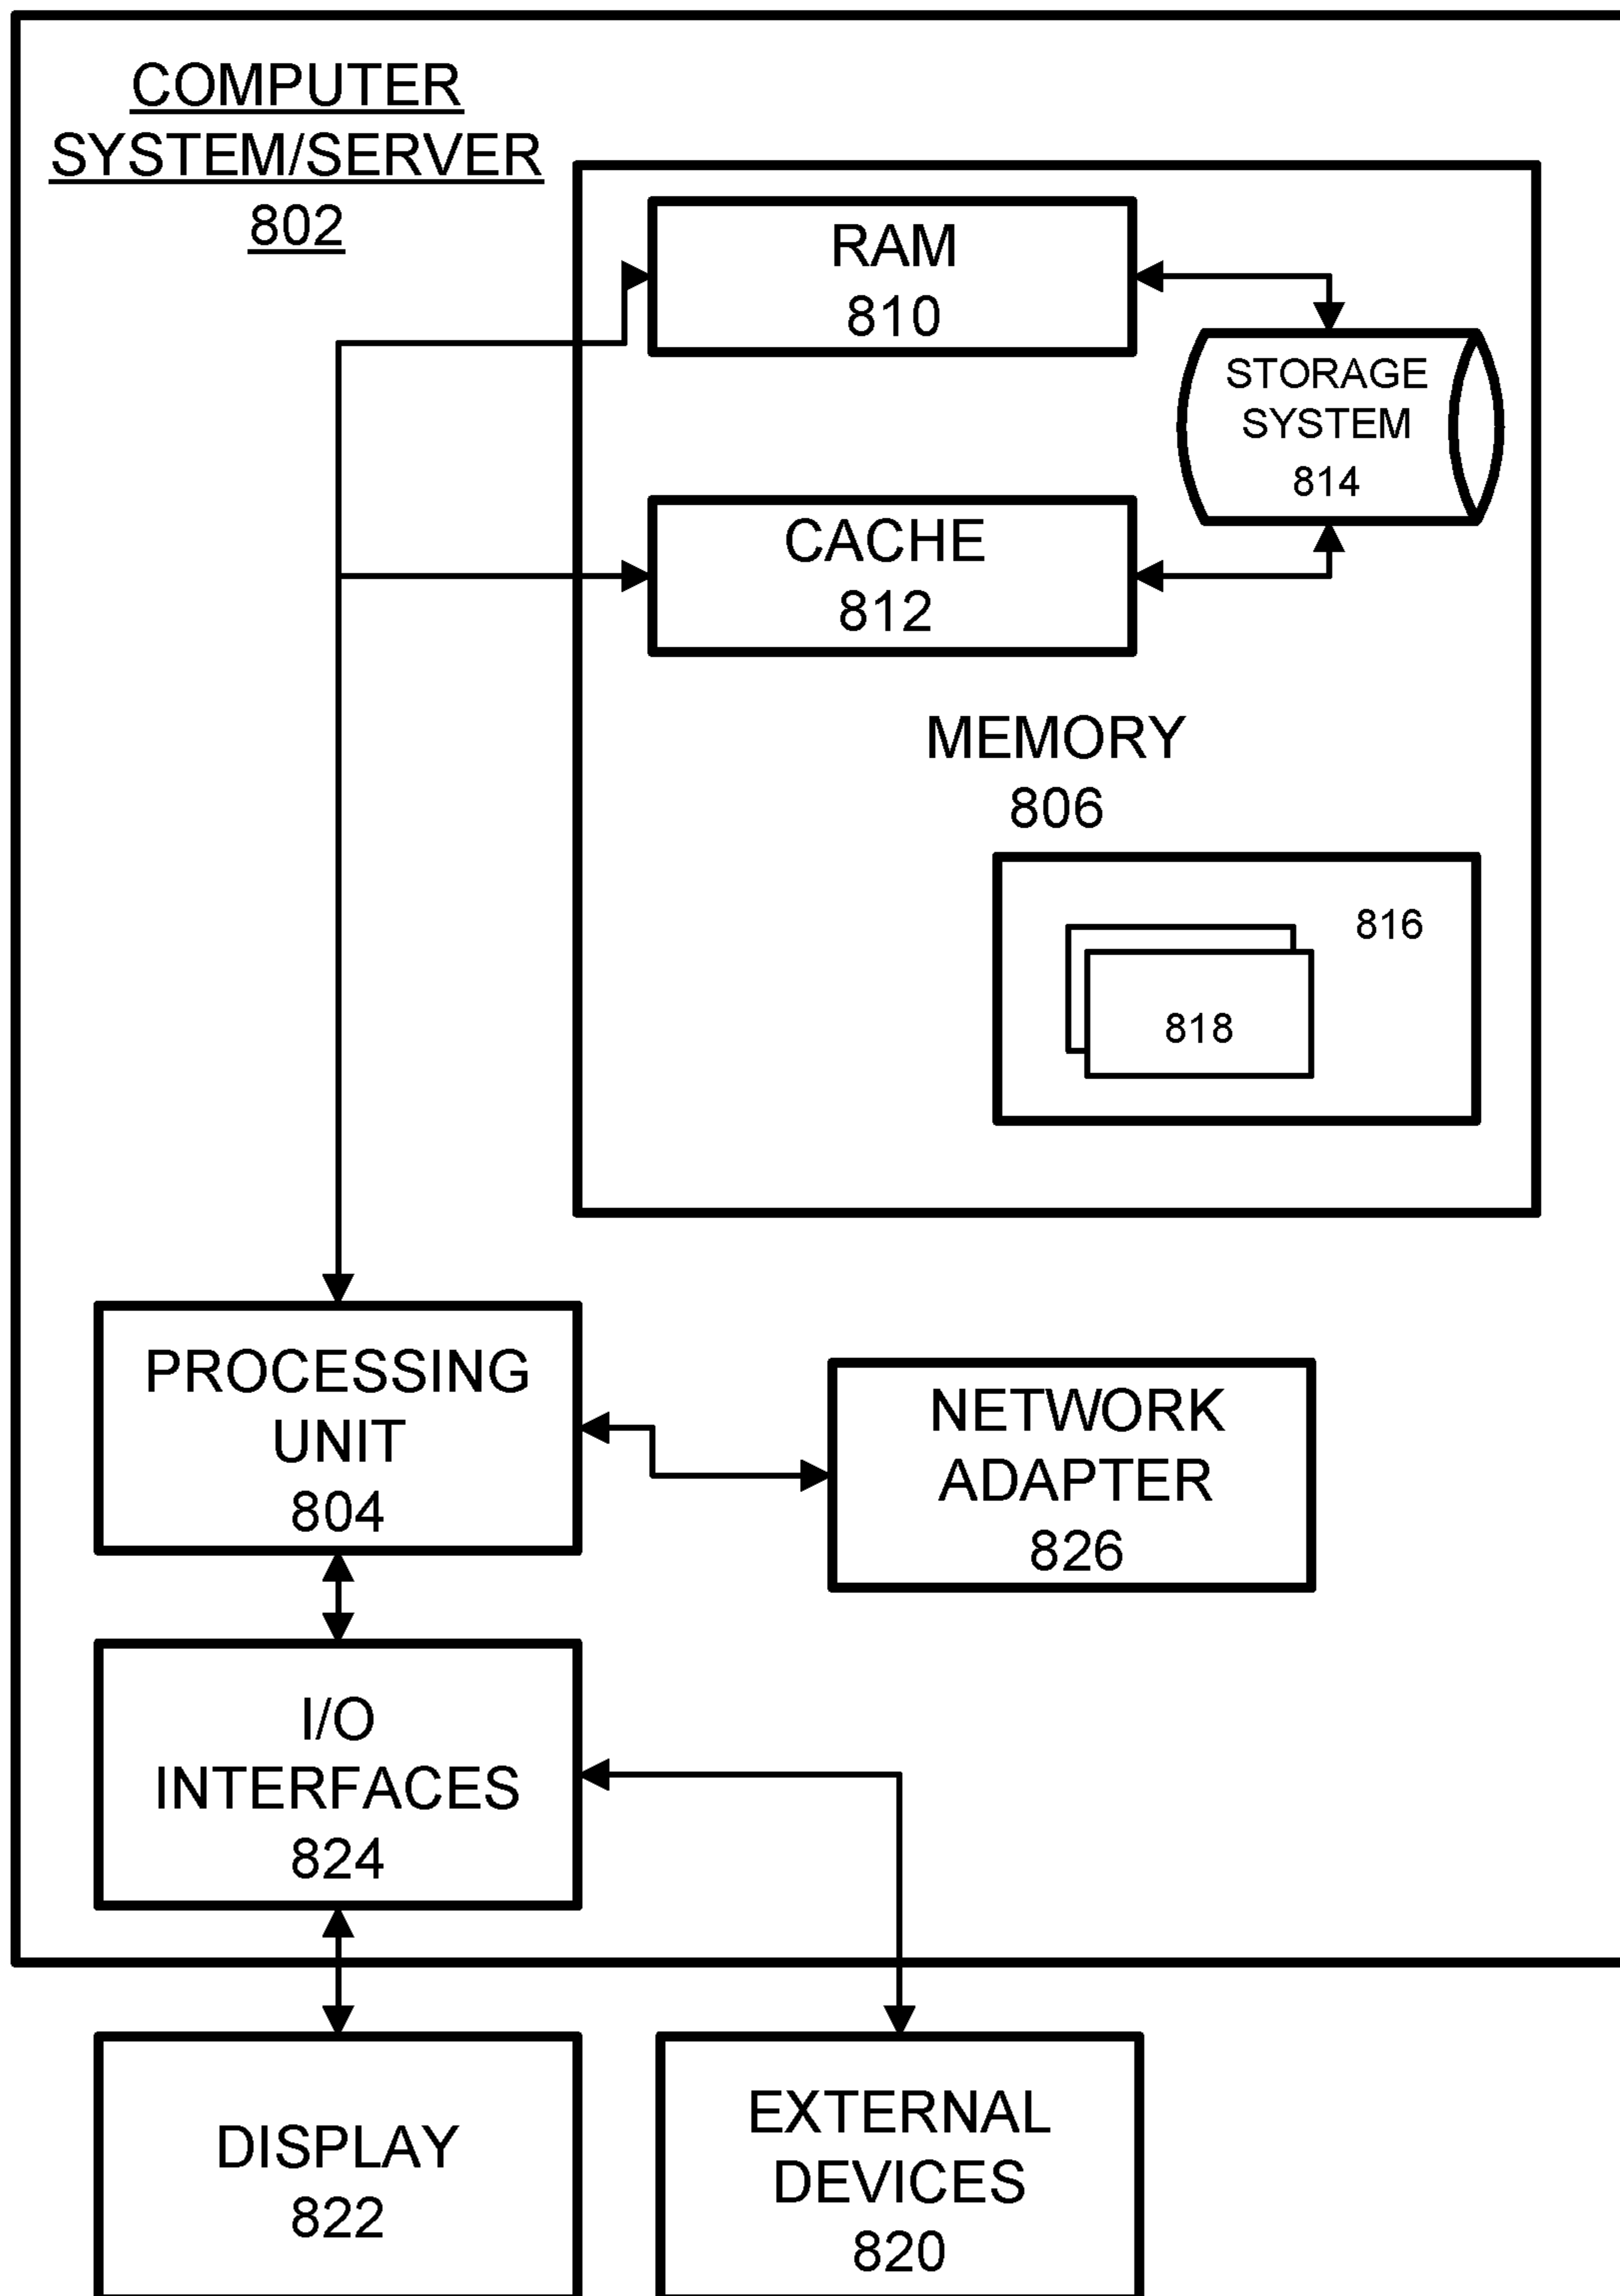 COMPUTER
SYSTEM/SERVER
802
RAM
810
STORAGE
SYSTEM
814
CACHE
812
MEMORY
806
816
818
PROCESSING
UNIT
804
NETWORK
ADAPTER
826
I/O
INTERFACES
824
DISPLAY
822
EXTERNAL
DEVICES
820